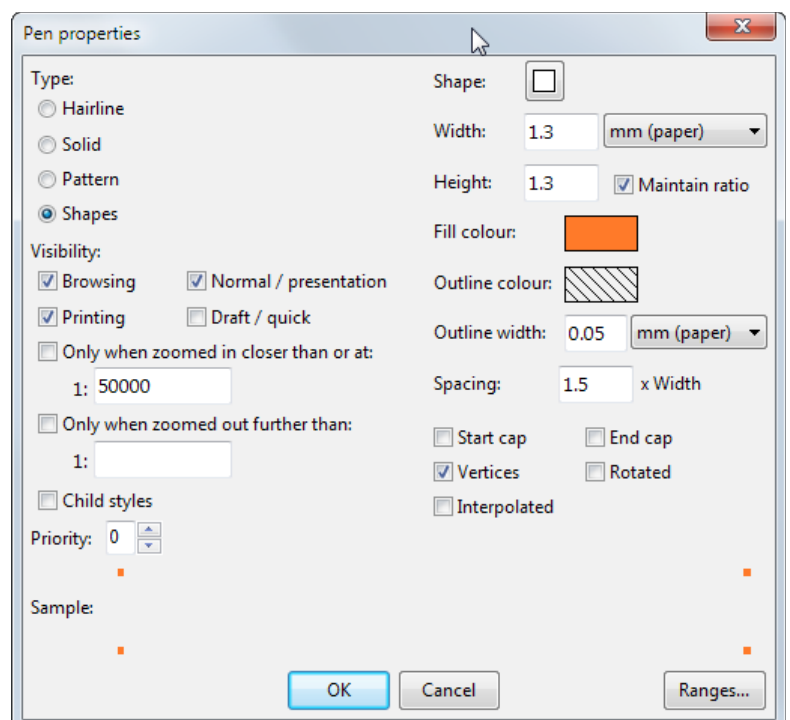 Pen properties
Type:
Hairline
Solid
Pattern
Shapes
Visibility:
Browsing
Normal / presentation
Printing
Draft / quick
Only when zoomed in closer than or at:
1: 50000
Only when zoomed out further than:
1:
Child styles
Priority: 0
Shape:
Width: 1.3 mm (paper)
Height: 1.3 Maintain ratio
Fill colour:
Outline colour:
Outline width: 0.05 mm (paper)
Spacing: 1.5 x Width
Start cap
End cap
Vertices
Rotated
Interpolated
Sample:
OK
Cancel
Ranges...